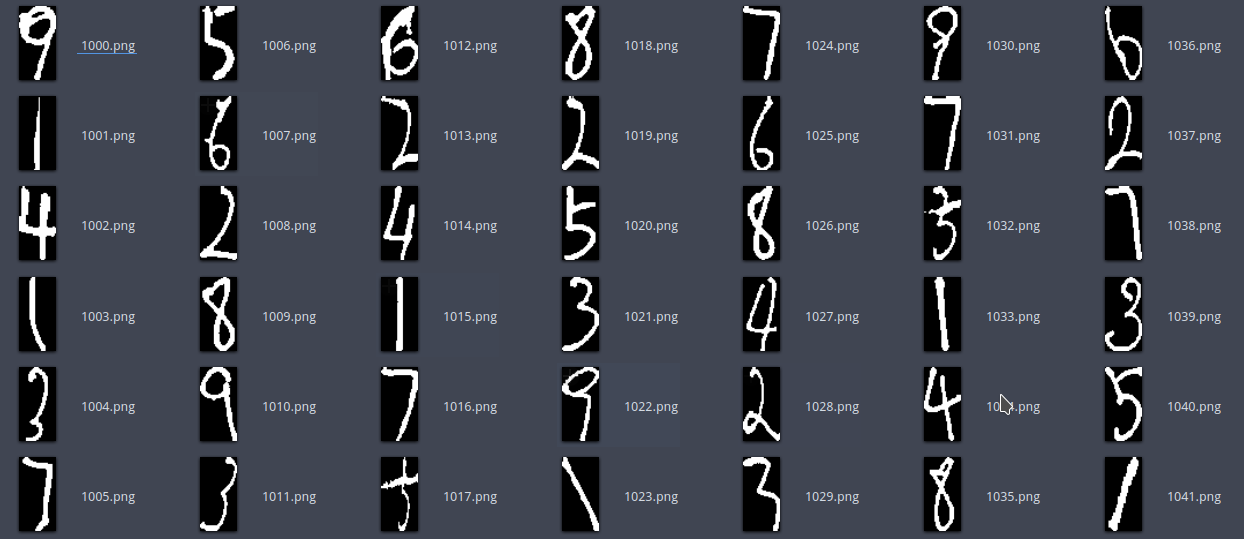 9 1000.png 5 1006.png 6 1012.png 8 1018.png 7 1024.png 9 1030.png 6 1036.png
1 1001.png 6 1007.png 2 1013.png 2 1019.png 6 1025.png 7 1031.png 2 1037.png
4 1002.png 2 1008.png 4 1014.png 5 1020.png 8 1026.png 3 1032.png 7 1038.png
1 1003.png 8 1009.png 1 1015.png 3 1021.png 4 1027.png 1 1033.png 3 1039.png
3 1004.png 9 1010.png 7 1016.png 9 1022.png 2 1028.png 4 5 1040.png
7 1005.png 3 1011.png 5 1017.png 1 1023.png 3 1029.png 8 1035.png 1 1041.png